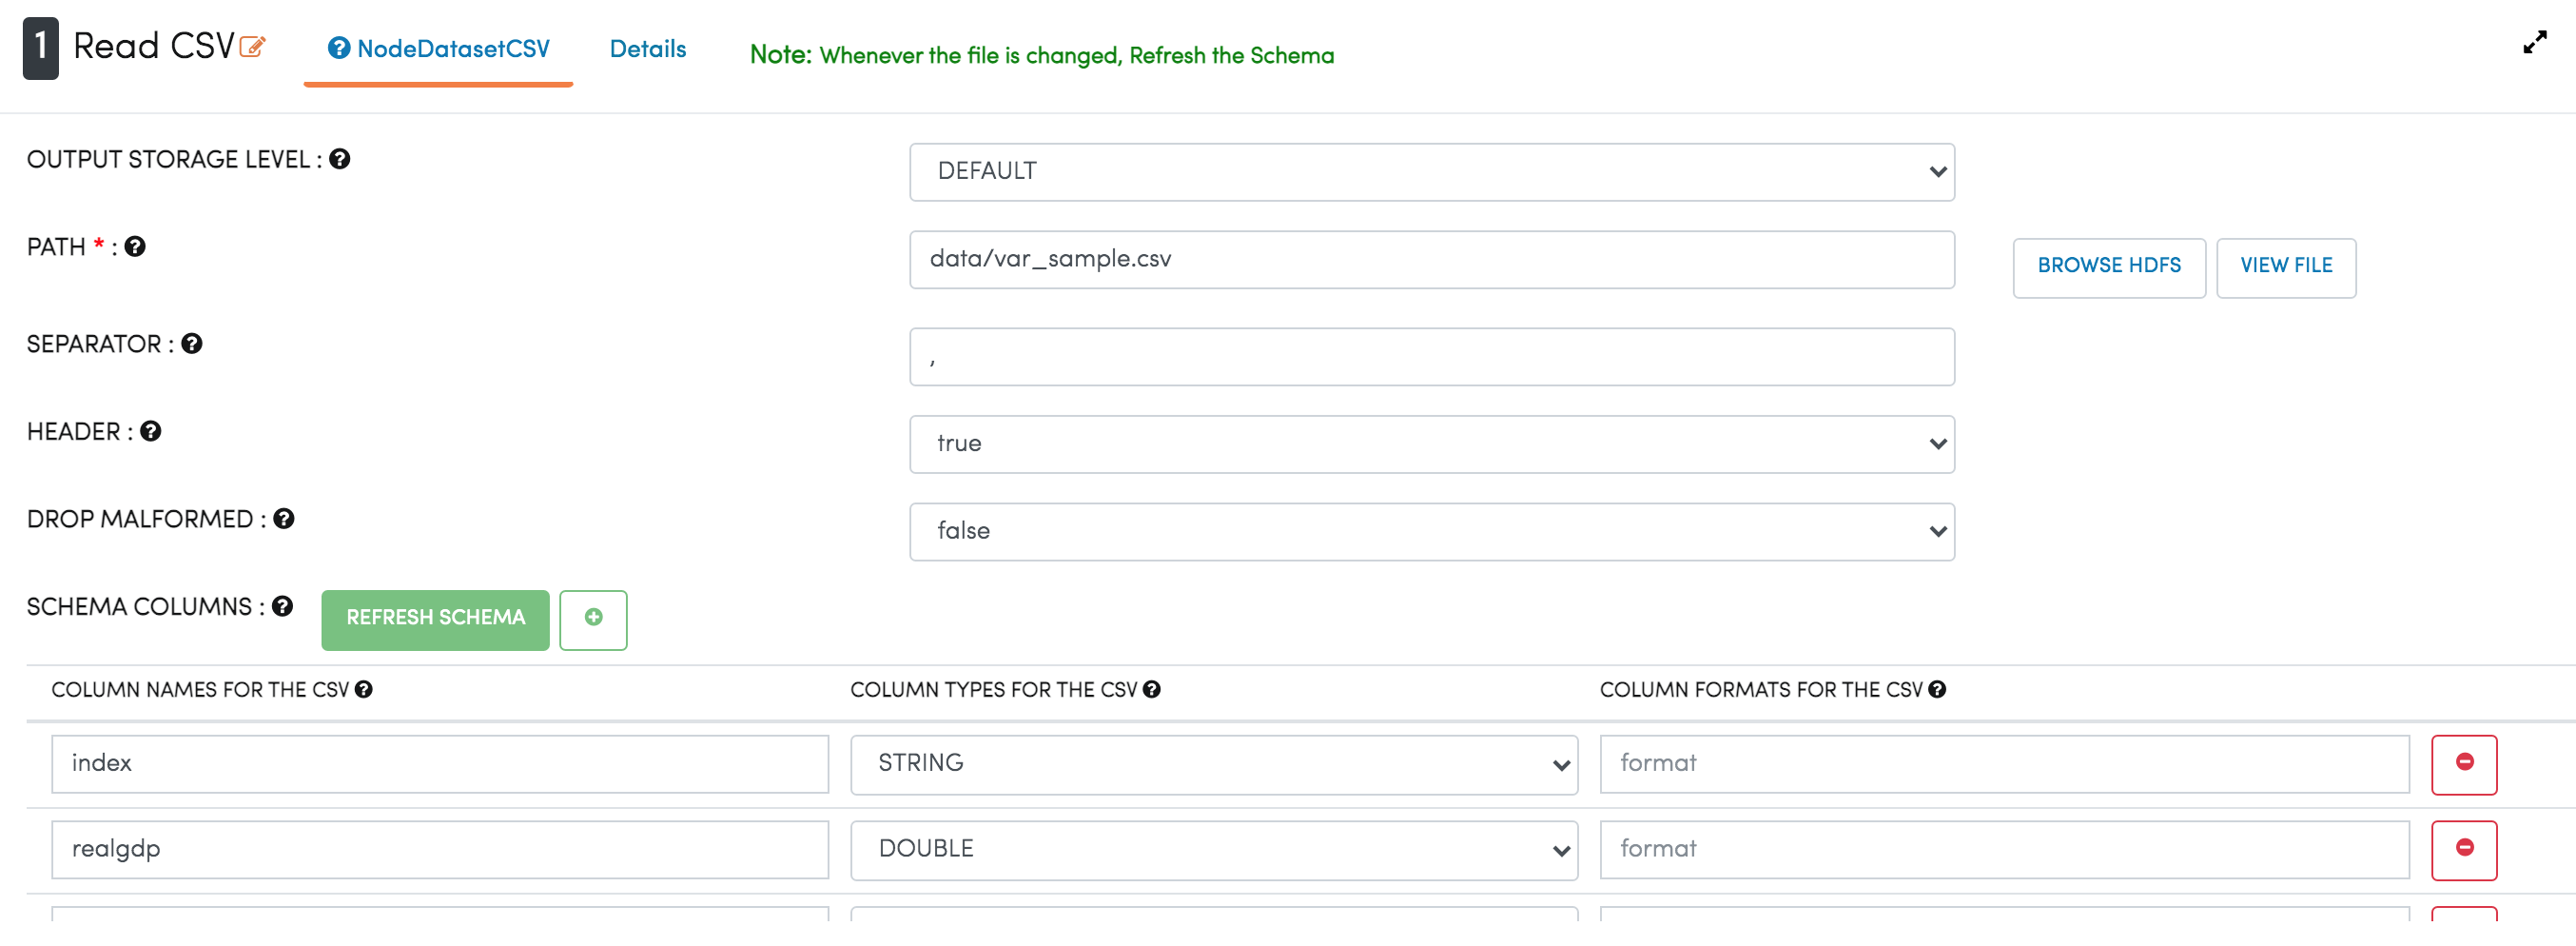 1 Read CSV NodeDatasetCSV Details Note: Whenever the file is changed, Refresh the Schema
OUTPUT STORAGE LEVEL : DEFAULT
PATH * : data/var_sample.csv BROWSE HDFS VIEW FILE
SEPARATOR : ,
HEADER : true
DROP MALFORMED : false
SCHEMA COLUMNS : REFRESH SCHEMA
COLUMN NAMES FOR THE CSV COLUMN TYPES FOR THE CSV COLUMN FORMATS FOR THE CSV
index STRING format
realgdp DOUBLE format